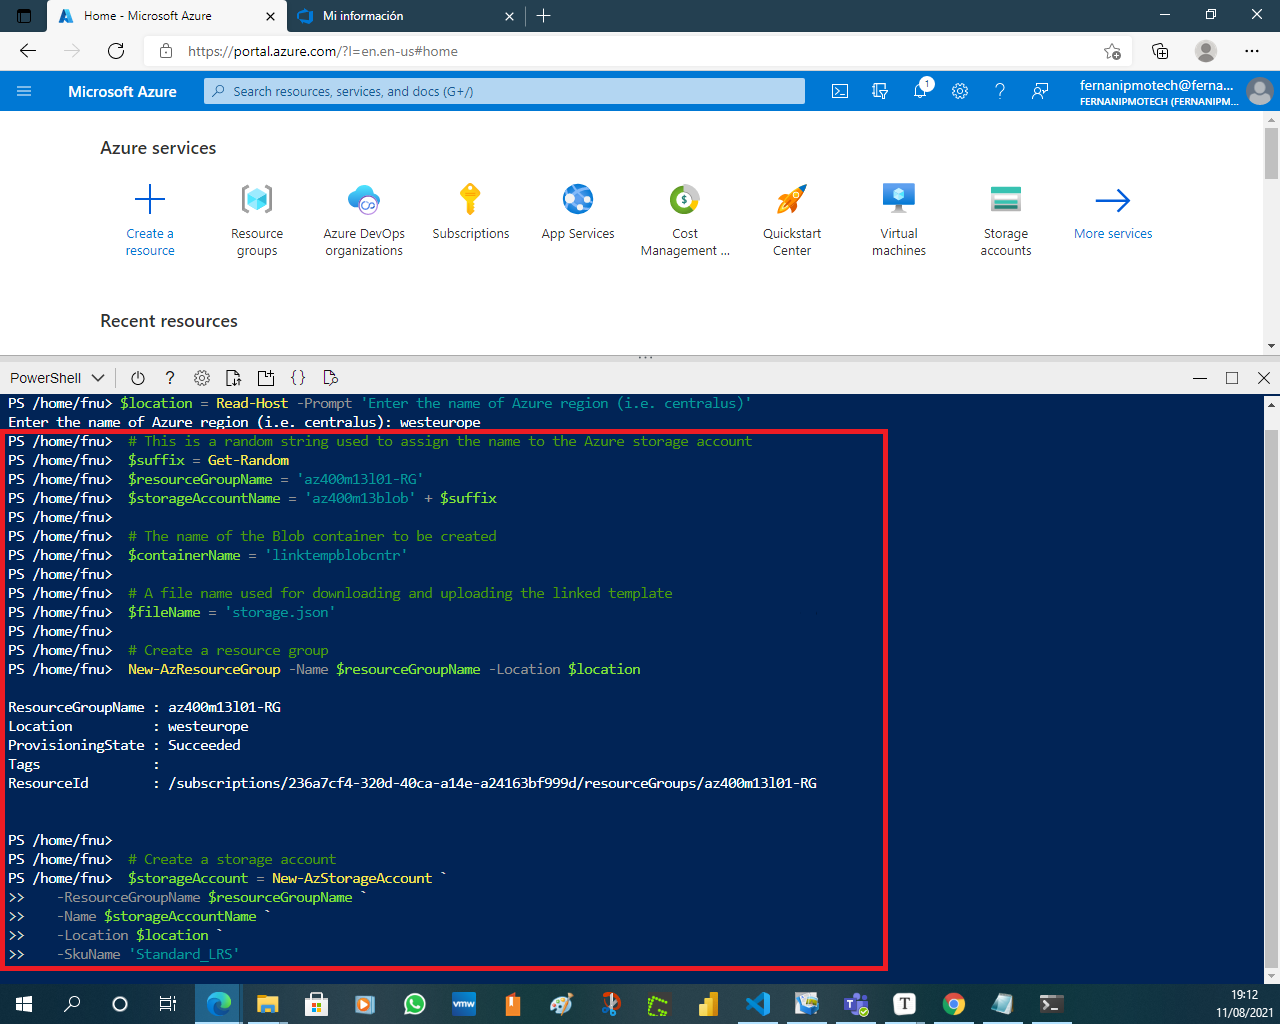 Home - Microsoft Azure
Mi información
https://portal.azure.com/?l=en.en-us#home
Microsoft Azure
Search resources, services, and docs (G+/)
1
fernanipmotech@ferna...
FERNANIPMOTECH (FERNANIPM...
Azure services
Create a resource
Resource groups
Azure DevOps organizations
Subscriptions
App Services
Cost Management ...
Quickstart Center
Virtual machines
Storage accounts
More services
Recent resources
PowerShell
PS /home/fnu> $location = Read-Host -Prompt 'Enter the name of Azure region (i.e. centralus)'
Enter the name of Azure region (i.e. centralus): westeurope
PS /home/fnu>  # This is a random string used to assign the name to the Azure storage account
PS /home/fnu>  $suffix = Get-Random
PS /home/fnu>  $resourceGroupName = 'az400m13l01-RG'
PS /home/fnu>  $storageAccountName = 'az400m13blob' + $suffix
PS /home/fnu>
PS /home/fnu>  # The name of the Blob container to be created
PS /home/fnu>  $containerName = 'linktempblobcntr'
PS /home/fnu>
PS /home/fnu>  # A file name used for downloading and uploading the linked template
PS /home/fnu>  $fileName = 'storage.json'
PS /home/fnu>
PS /home/fnu>  # Create a resource group
PS /home/fnu>  New-AzResourceGroup -Name $resourceGroupName -Location $location
ResourceGroupName : az400m13l01-RG
Location          : westeurope
ProvisioningState : Succeeded
Tags              :
ResourceId        : /subscriptions/236a7cf4-320d-40ca-a14e-a24163bf999d/resourceGroups/az400m13l01-RG
PS /home/fnu>
PS /home/fnu>  # Create a storage account
PS /home/fnu>  $storageAccount = New-AzStorageAccount `
>>    -ResourceGroupName $resourceGroupName `
>>    -Name $storageAccountName `
>>    -Location $location `
>>    -SkuName 'Standard_LRS'
vmw
T
19:12
11/08/2021